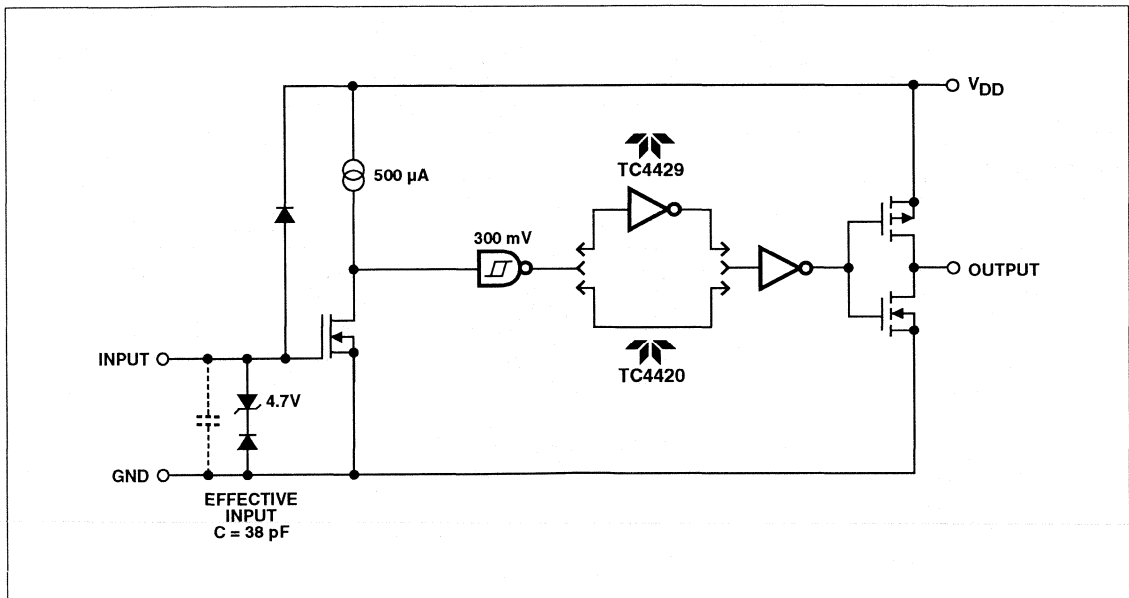 V_DD
TC4429
500 µA
300 mV
OUTPUT
INPUT
TC4420
4.7V
GND
EFFECTIVE
INPUT
C = 38 pF